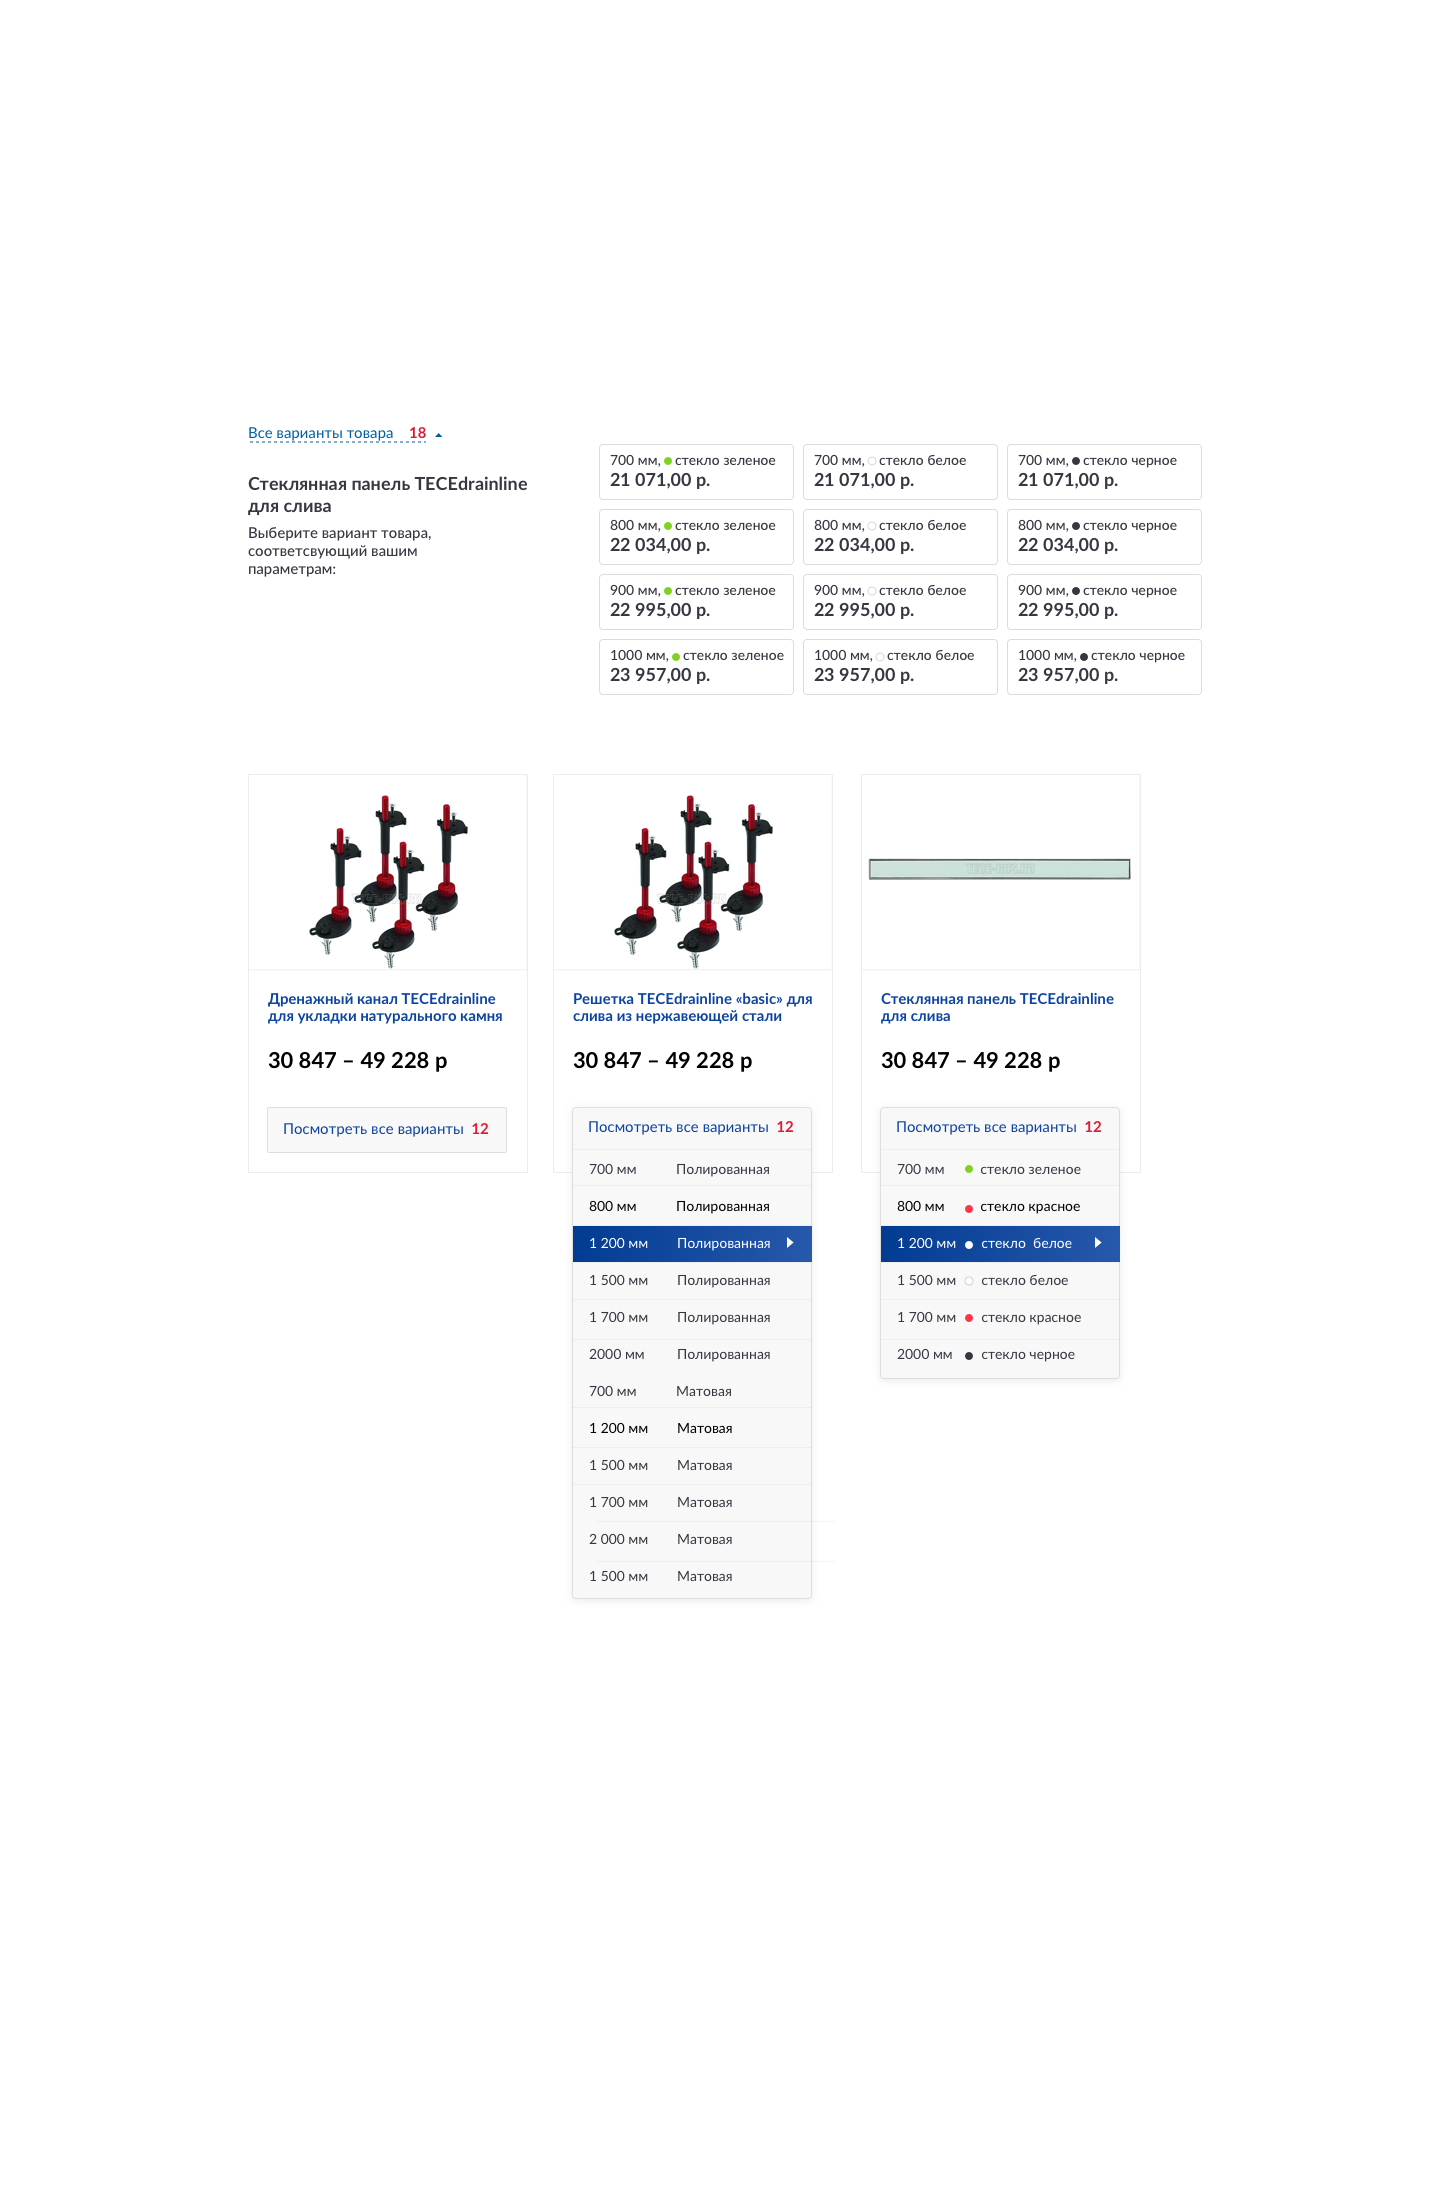 Все варианты товара 18
Стеклянная панель TECEdrainline
для слива
Выберите вариант товара,
соответсвующий вашим
параметрам:
700 мм, стекло зеленое
21 071,00 р.
700 мм, стекло белое
21 071,00 р.
700 мм, стекло черное
21 071,00 р.
800 мм, стекло зеленое
22 034,00 р.
800 мм, стекло белое
22 034,00 р.
800 мм, стекло черное
22 034,00 р.
900 мм, стекло зеленое
22 995,00 р.
900 мм, стекло белое
22 995,00 р.
900 мм, стекло черное
22 995,00 р.
1000 мм, стекло зеленое
23 957,00 р.
1000 мм, стекло белое
23 957,00 р.
1000 мм, стекло черное
23 957,00 р.
Дренажный канал TECEdrainline
для укладки натурального камня
30 847 – 49 228 р
Посмотреть все варианты 12
Решетка TECEdrainline «basic» для
слива из нержавеющей стали
30 847 – 49 228 р
Посмотреть все варианты 12
700 мм Полированная
800 мм Полированная
1 200 мм Полированная
1 500 мм Полированная
1 700 мм Полированная
2000 мм Полированная
700 мм Матовая
1 200 мм Матовая
1 500 мм Матовая
1 700 мм Матовая
2 000 мм Матовая
1 500 мм Матовая
Стеклянная панель TECEdrainline
для слива
30 847 – 49 228 р
Посмотреть все варианты 12
700 мм стекло зеленое
800 мм стекло красное
1 200 мм стекло белое
1 500 мм стекло белое
1 700 мм стекло красное
2000 мм стекло черное